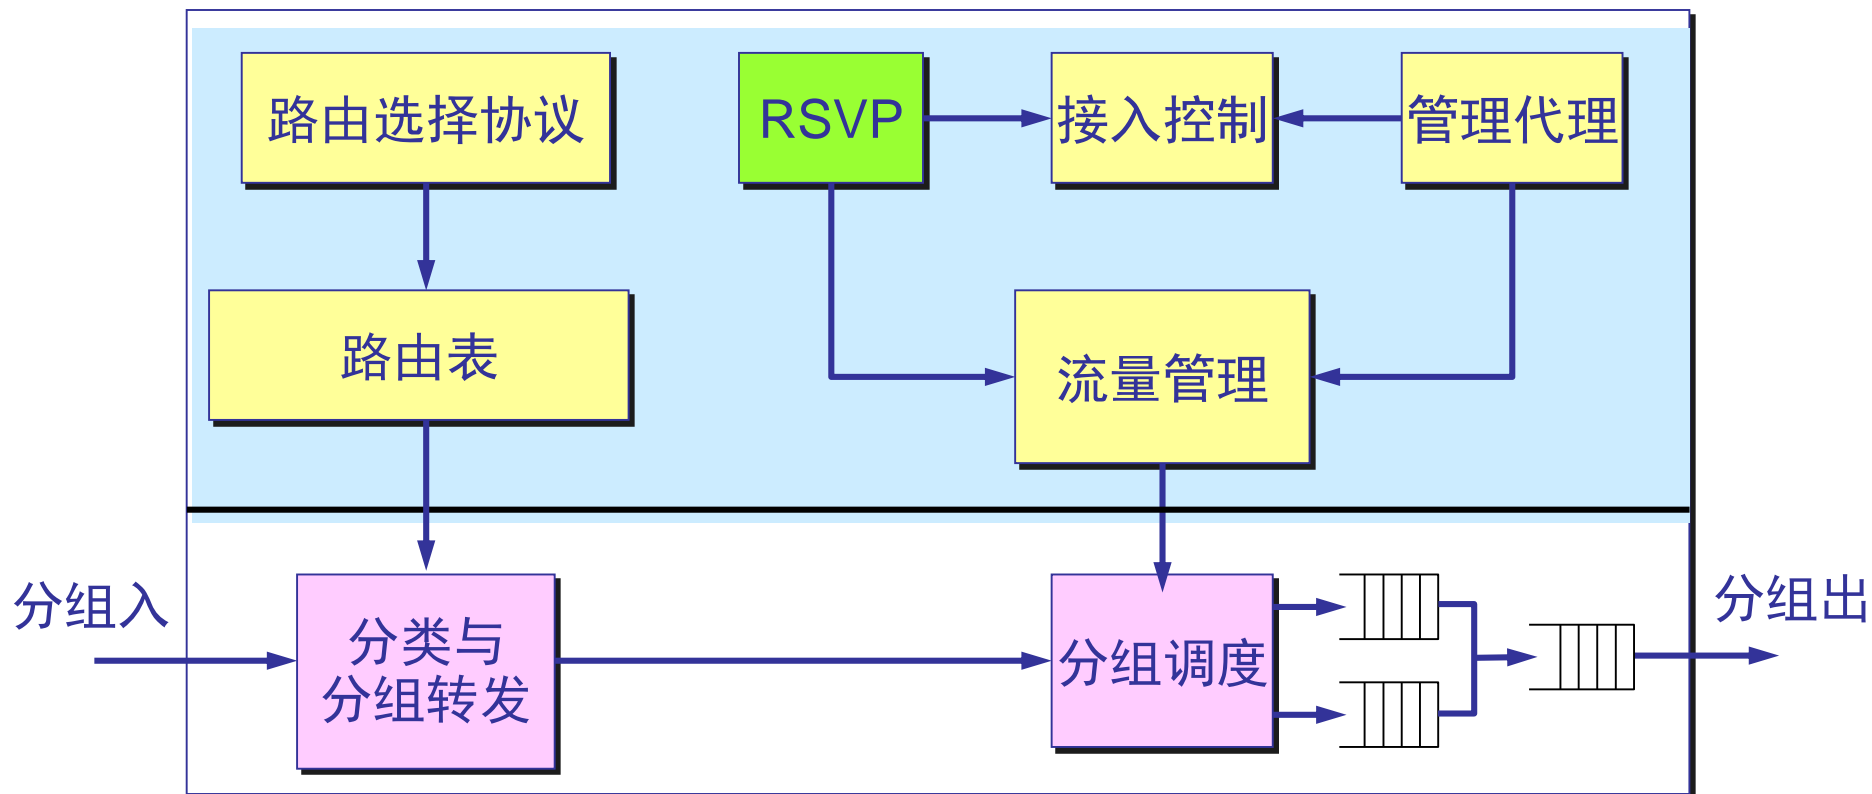 路由选择协议
RSVP
接入控制
管理代理
路由表
流量管理
分组入
分类与
分组转发
分组调度
分组出